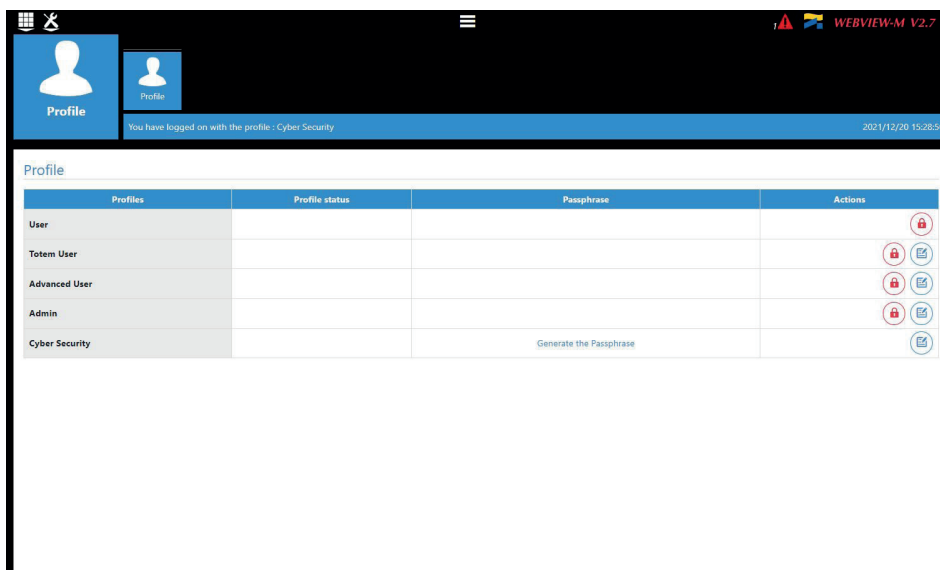 1 WEBVIEW-M V2.7
Profile
Profile
You have logged on with the profile : Cyber Security 2021/12/20 15:28:5
Profile
Profiles Profile status Passphrase Actions
User
Totem User
Advanced User
Admin
Cyber Security Generate the Passphrase